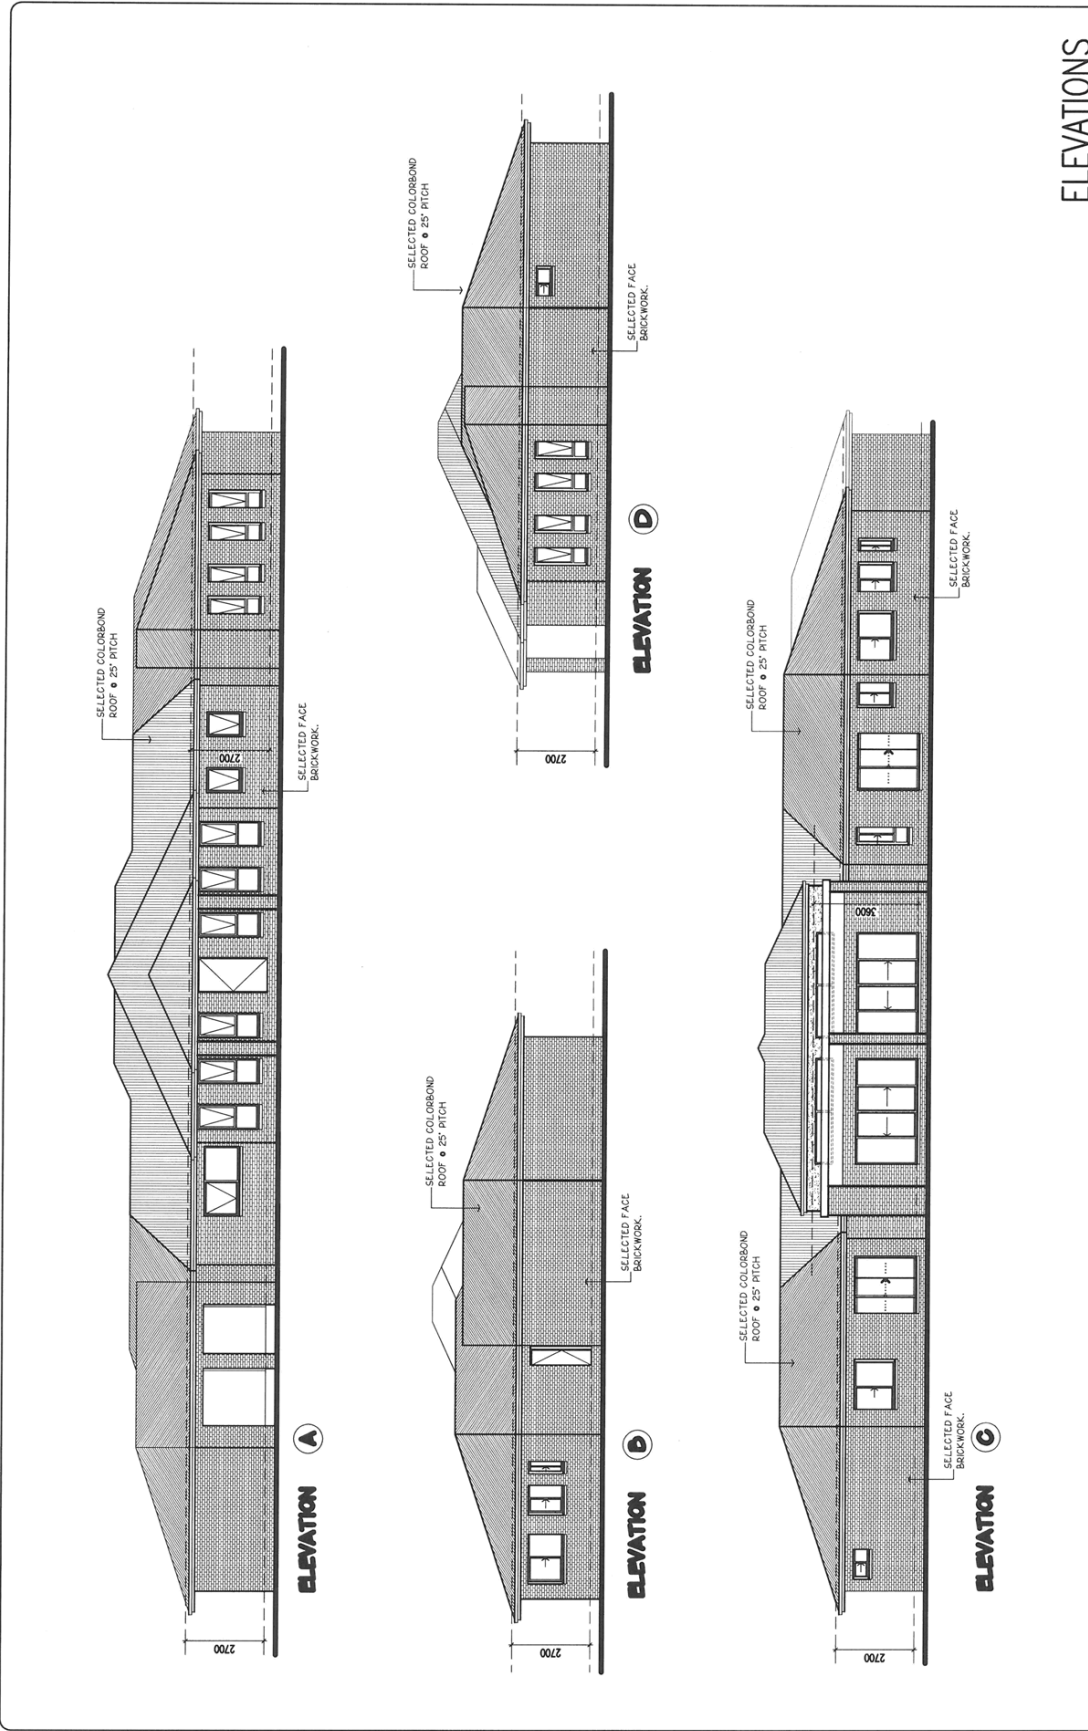 SELECTED COLORBOND
ROOF @ 25° PITCH
2700
2700
SELECTED FACE
BRICKWORK.
ELEVATION A
SELECTED COLORBOND
ROOF @ 25° PITCH
2700
SELECTED FACE
BRICKWORK.
ELEVATION B
SELECTED COLORBOND
ROOF @ 25° PITCH
2700
SELECTED FACE
BRICKWORK.
ELEVATION D
SELECTED COLORBOND
ROOF @ 25° PITCH
SELECTED COLORBOND
ROOF @ 25° PITCH
2700
3600
SELECTED FACE
BRICKWORK.
SELECTED FACE
BRICKWORK.
ELEVATION C
ELEVATIONS